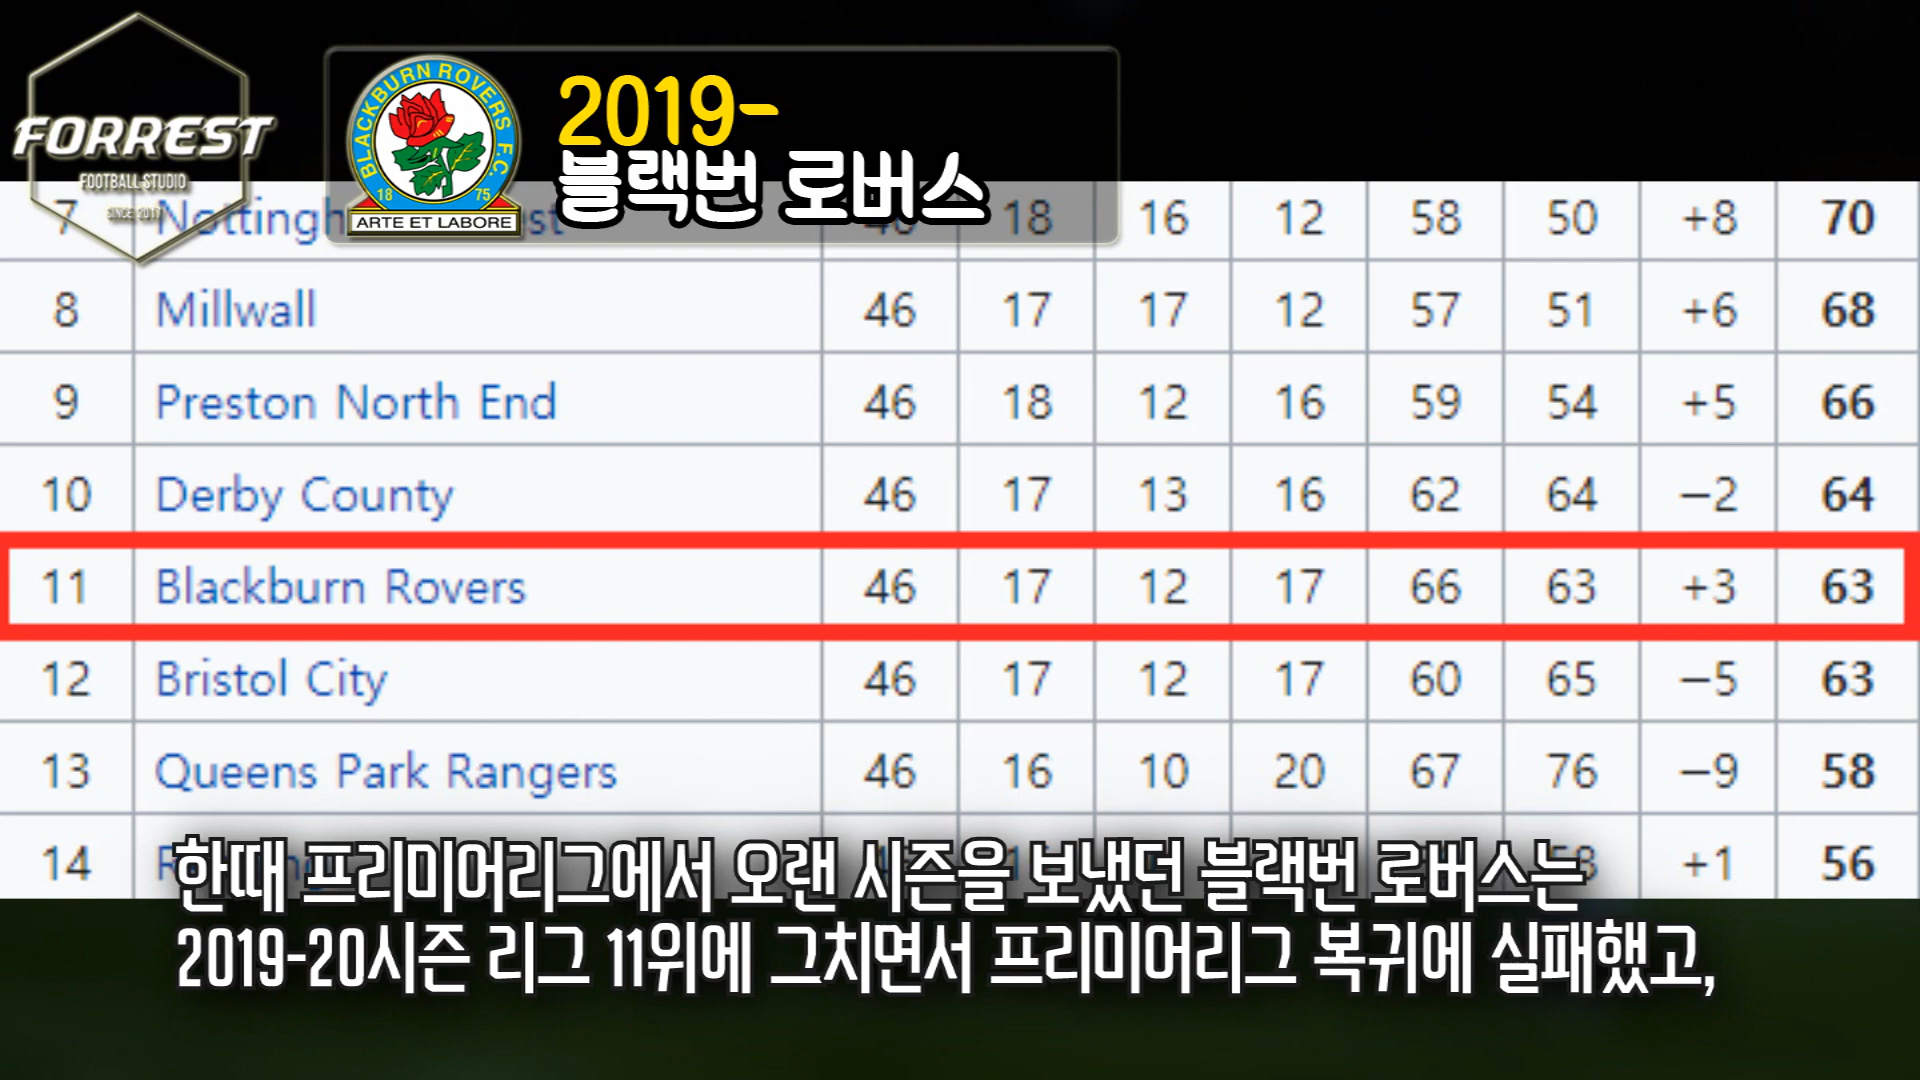 FORREST
FOOTBALL STUDIO
SINCE 2017
BLACKBURN ROVERS F.C.
18 75
ARTE ET LABORE
2019-
블랙번 로버스
7 18 16 12 58 50 +8 70
8 Millwall 46 17 17 12 57 51 +6 68
9 Preston North End 46 18 12 16 59 54 +5 66
10 Derby County 46 17 13 16 62 64 −2 64
11 Blackburn Rovers 46 17 12 17 66 63 +3 63
12 Bristol City 46 17 12 17 60 65 −5 63
13 Queens Park Rangers 46 16 10 20 67 76 −9 58
14 +1 56
한때 프리미어리그에서 오랜 시즌을 보냈던 블랙번 로버스는
2019-20시즌 리그 11위에 그치면서 프리미어리그 복귀에 실패했고,